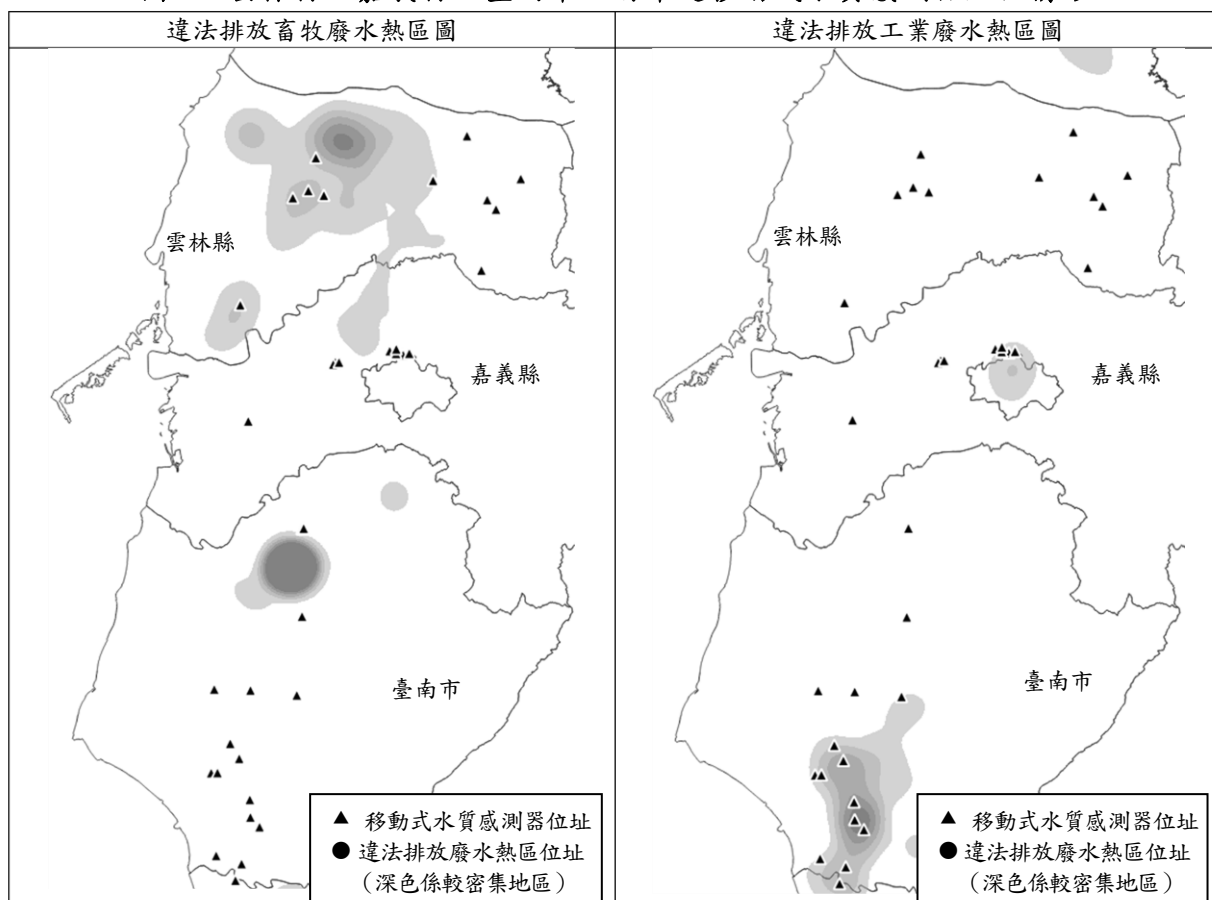 違法排放畜牧廢水熱區圖
違法排放工業廢水熱區圖
雲林縣
嘉義縣
臺南市
▲ 移動式水質感測器位址
● 違法排放廢水熱區位址
（深色係較密集地區）
雲林縣
嘉義縣
臺南市
▲ 移動式水質感測器位址
● 違法排放廢水熱區位址
（深色係較密集地區）